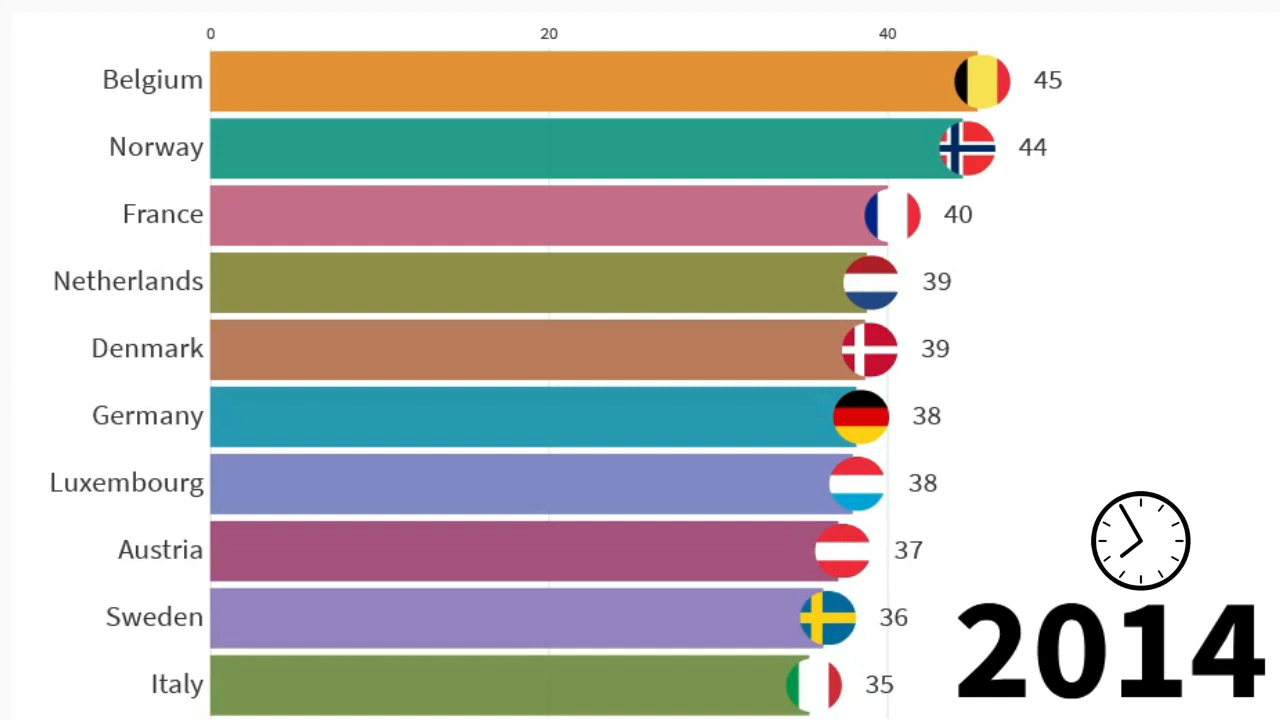 0 20 40
Belgium 45
Norway 44
France 40
Netherlands 39
Denmark 39
Germany 38
Luxembourg 38
Austria 37
Sweden 36
Italy 35
2014